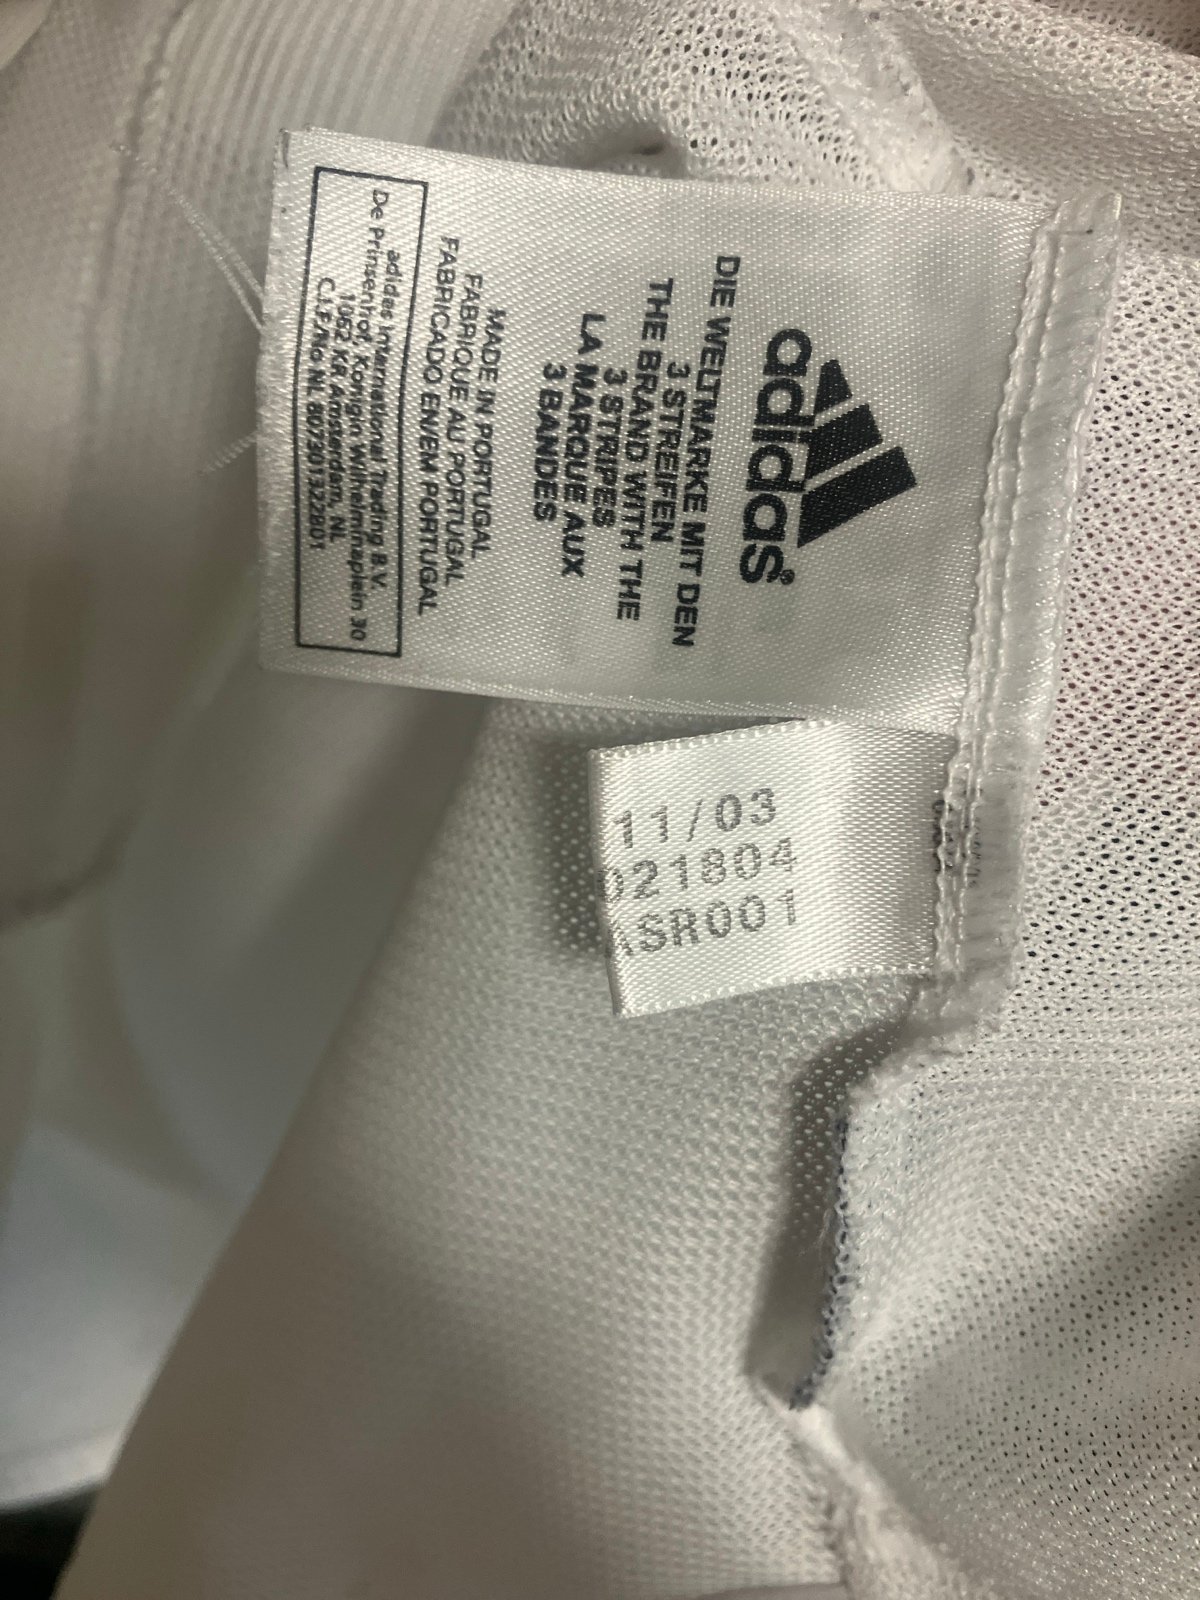 adidas®
DIE WELTMARKE MIT DEN
3 STREIFEN
THE BRAND WITH THE
3 STRIPES
LA MARQUE AUX
3 BANDES
MADE IN PORTUGAL
FABRIQUE AU PORTUGAL
FABRICADO EN/EM PORTUGAL
adidas International Trading B.V.
De Prinsenhof, Koningin Wilhelminaplein 30
1062 KR Amsterdam, NL
C.I.F/No NL 807301322B01
11/03
021804
ASR001